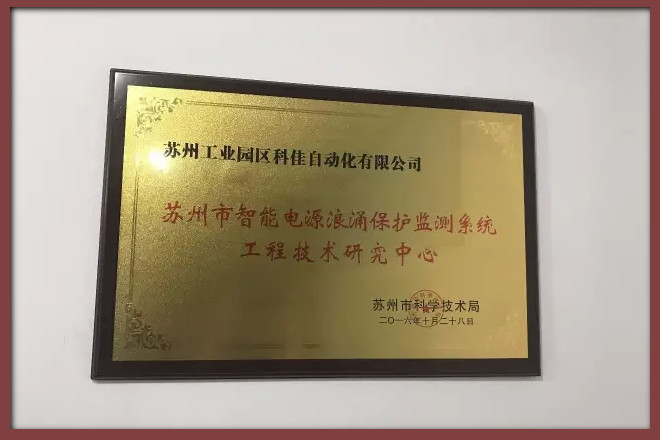 苏州工业园区科佳自动化有限公司
苏州市智能电源浪涌保护监测系统
工程技术研究中心
苏州市科学技术局
二〇一六年十月二十八日